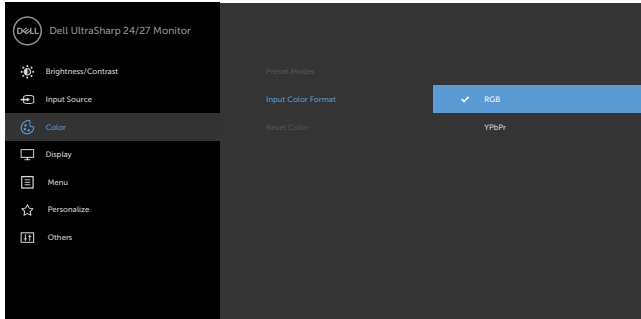 DELL Dell UltraSharp 24/27 Monitor
Brightness/Contrast Preset Modes
Input Source Input Color Format RGB
Color Reset Color YPbPr
Display
Menu
Personalize
Others